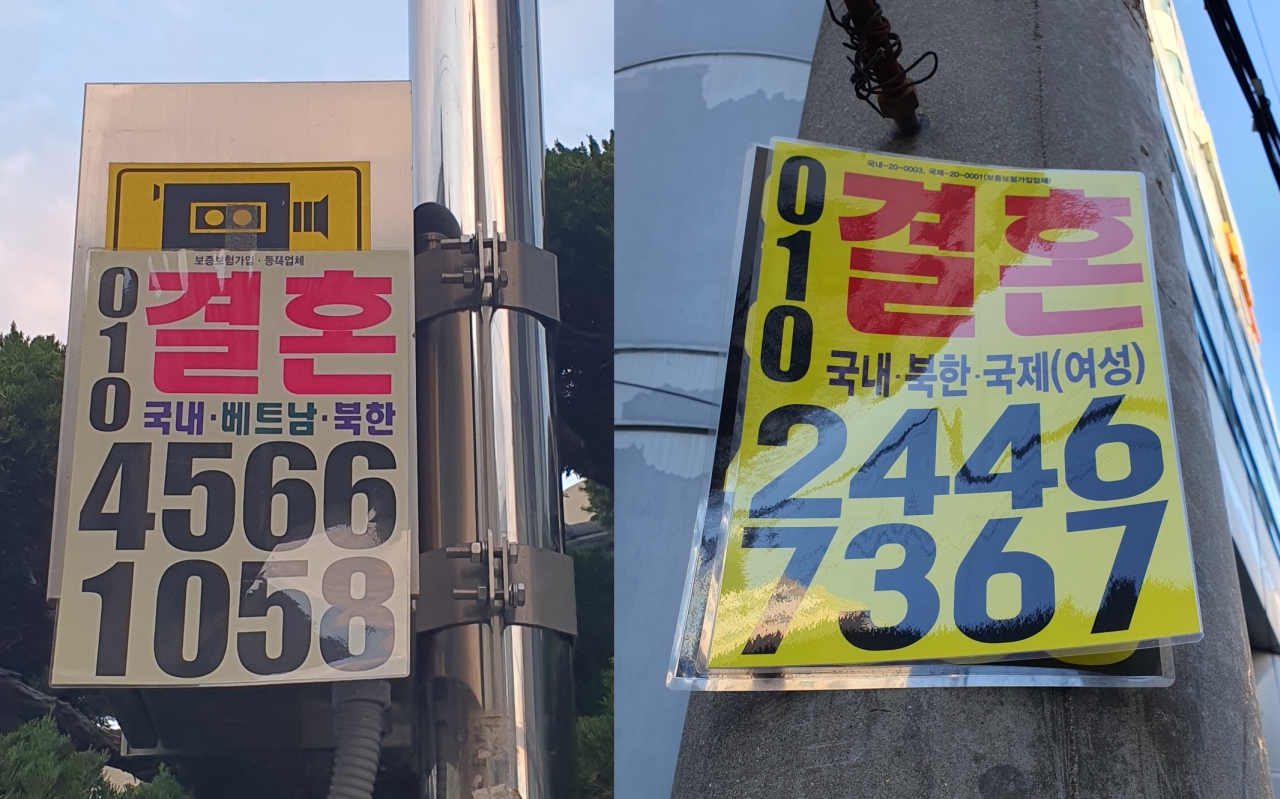 보증보험가입 · 등록업체
010
결혼
국내·베트남·북한
4566
1058
국내-20-0003, 국제-20-0001(보증보험가입업체)
010
결혼
국내·북한·국제(여성)
2446
7367